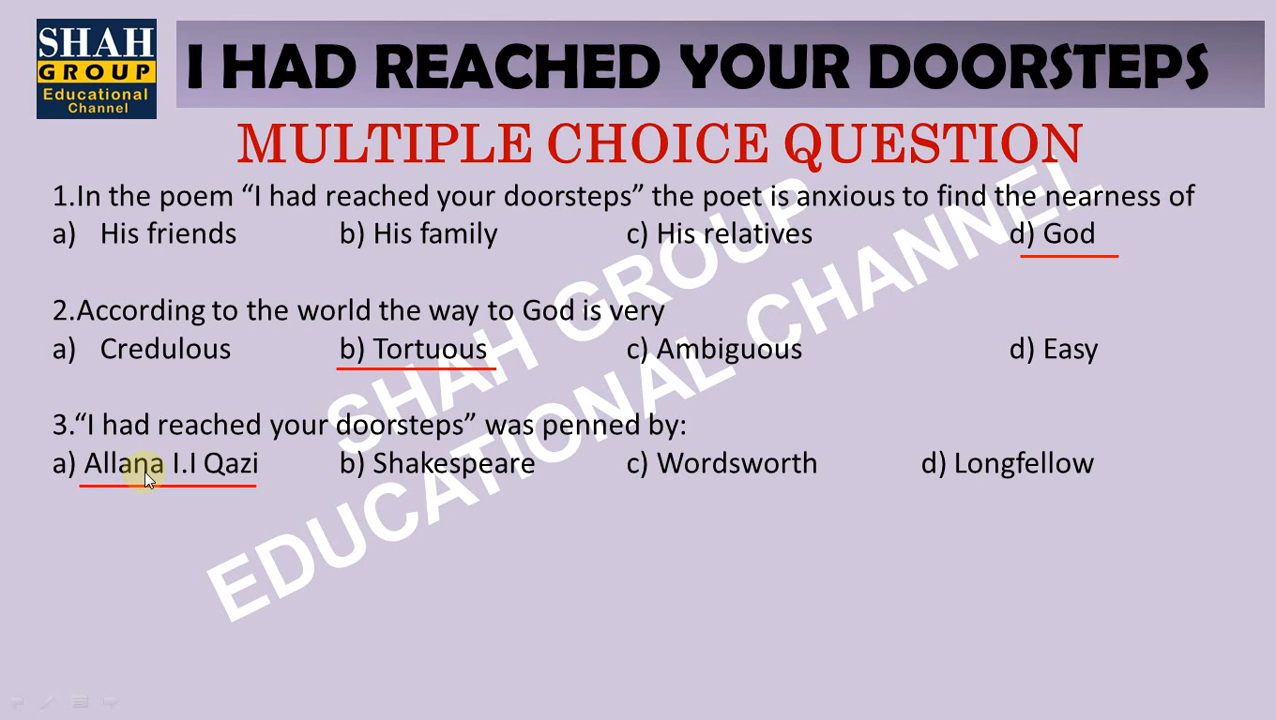 SHAH
GROUP
Educational
Channel
I HAD REACHED YOUR DOORSTEPS
MULTIPLE CHOICE QUESTION
1.In the poem “I had reached your doorsteps” the poet is anxious to find the nearness of
a) His friends b) His family c) His relatives d) God
2.According to the world the way to God is very
a) Credulous b) Tortuous c) Ambiguous d) Easy
3.“I had reached your doorsteps” was penned by:
a) Allana I.I Qazi b) Shakespeare c) Wordsworth d) Longfellow
SHAH GROUP
EDUCATIONAL CHANNEL